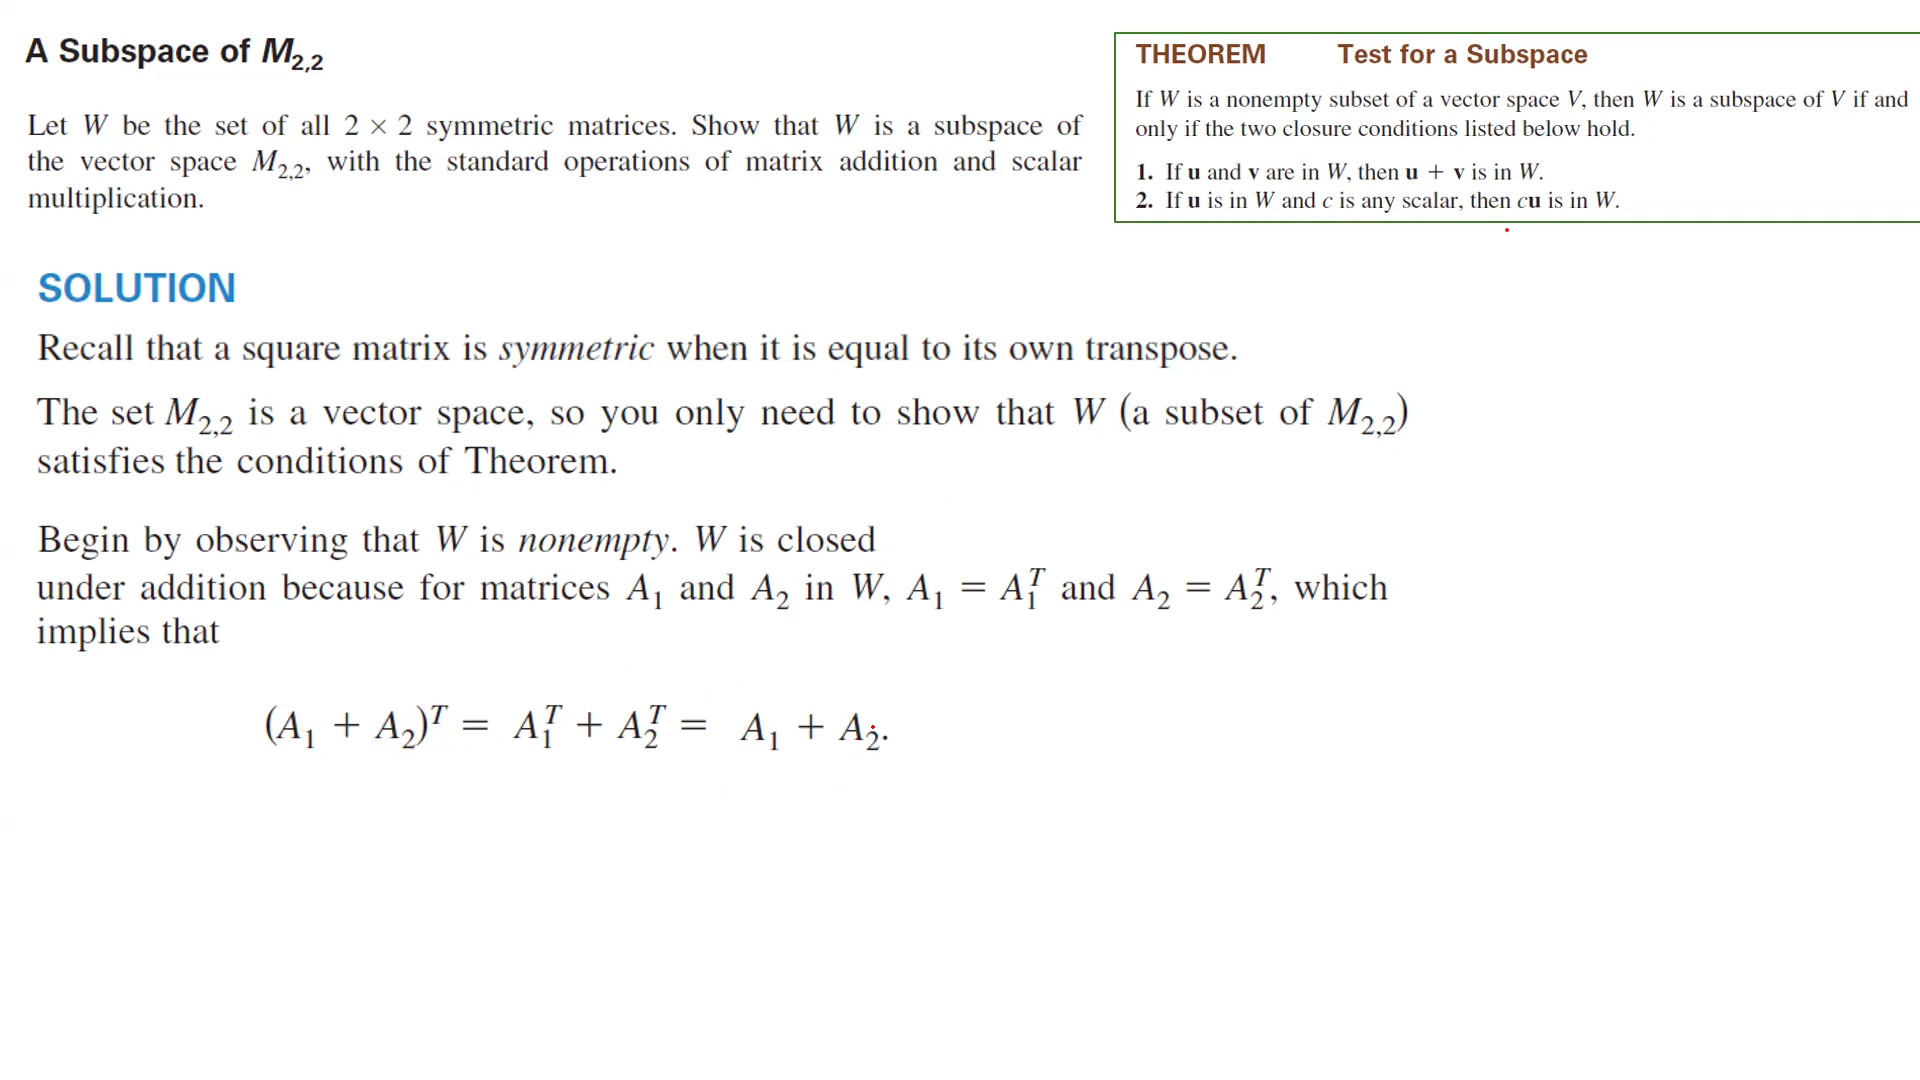 A Subspace of M2,2
Let W be the set of all 2 × 2 symmetric matrices. Show that W is a subspace of
the vector space M2,2, with the standard operations of matrix addition and scalar
multiplication.
THEOREM Test for a Subspace
If W is a nonempty subset of a vector space V, then W is a subspace of V if and
only if the two closure conditions listed below hold.
1. If u and v are in W, then u + v is in W.
2. If u is in W and c is any scalar, then cu is in W.
SOLUTION
Recall that a square matrix is symmetric when it is equal to its own transpose.
The set M2,2 is a vector space, so you only need to show that W (a subset of M2,2)
satisfies the conditions of Theorem.
Begin by observing that W is nonempty. W is closed
under addition because for matrices A₁ and A₂ in W, A₁ = A₁ᵀ and A₂ = A₂ᵀ, which
implies that
(A₁ + A₂)ᵀ = A₁ᵀ + A₂ᵀ = A₁ + A₂.